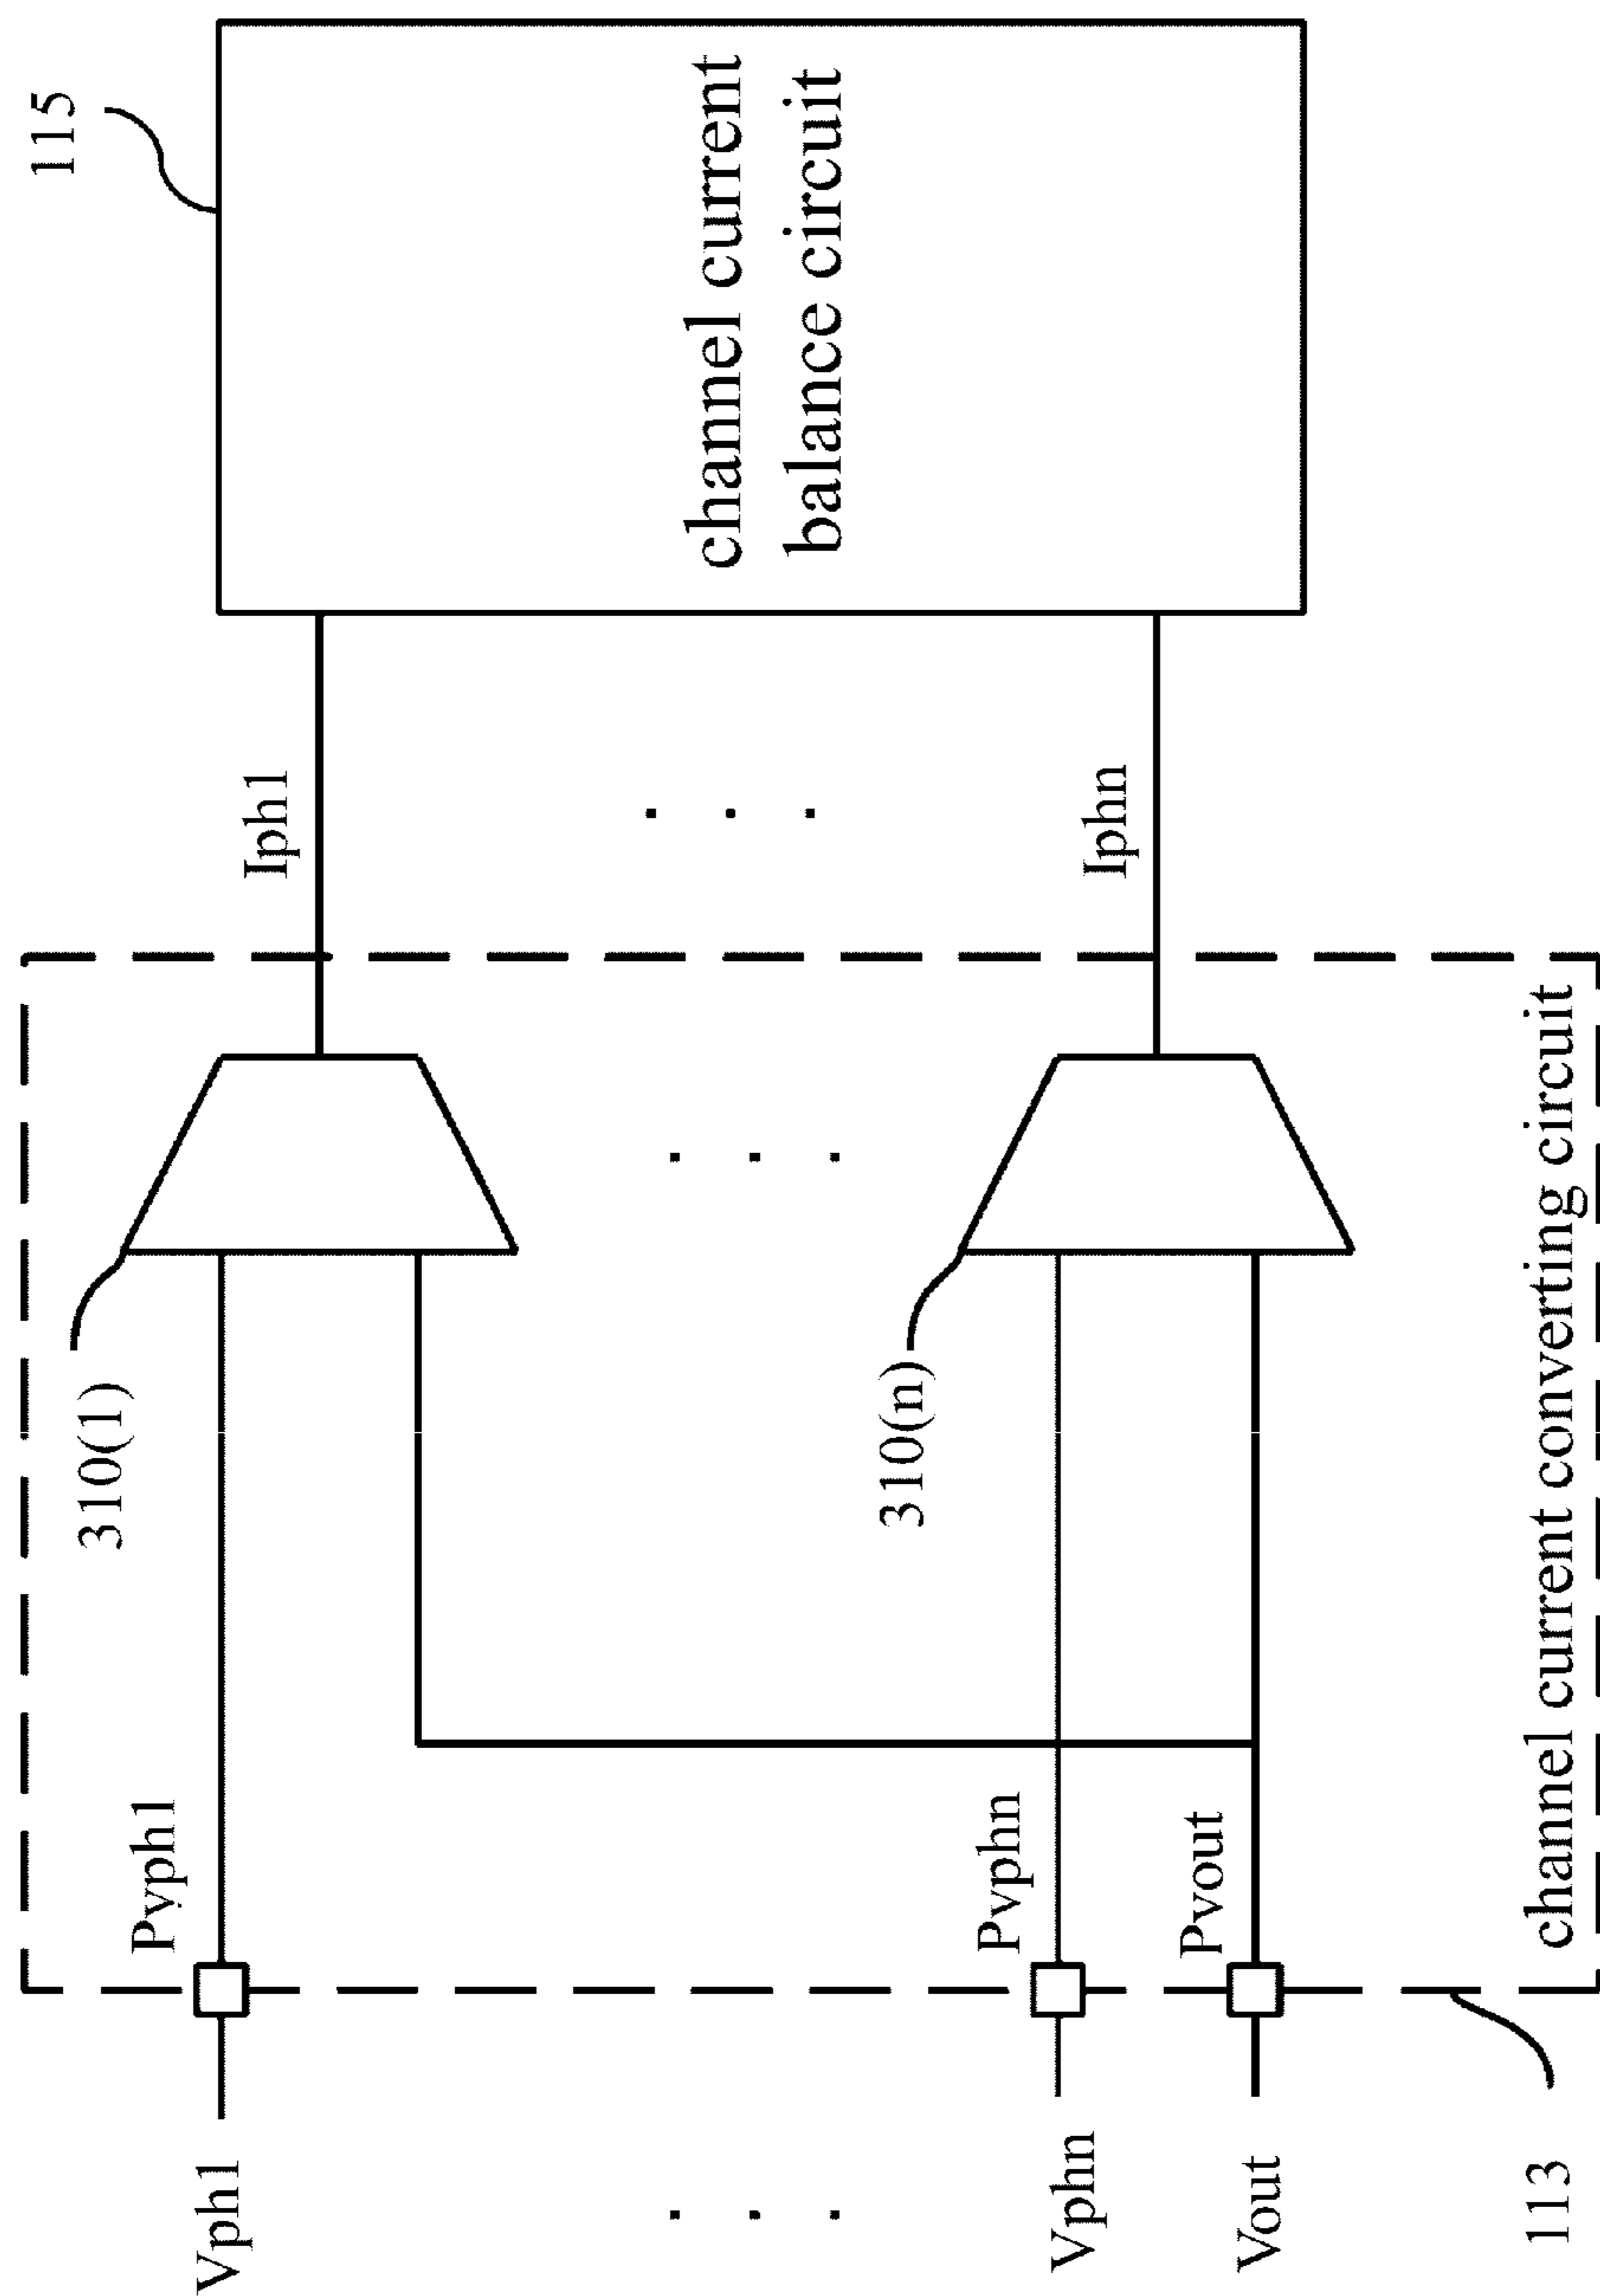 115
channel current
balance circuit
Iph1
Iphn
310(1)
310(n)
channel current converting circuit
Pvph1
Pvphn
Pvout
Vph1
Vphn
Vout
113